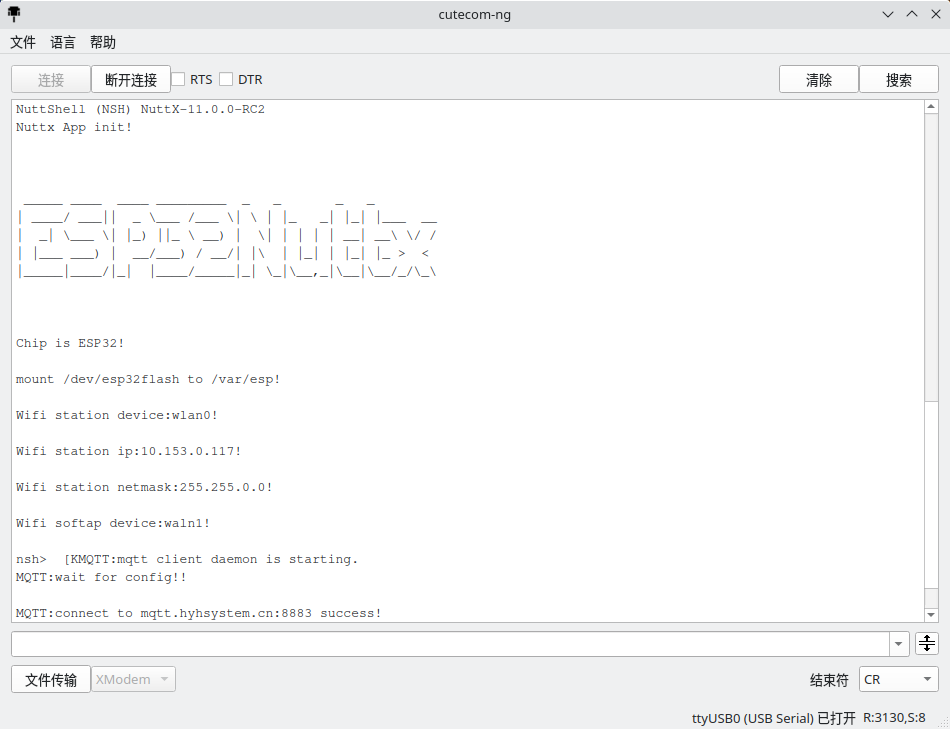 cutecom-ng
文件 语言 帮助
连接 断开连接 RTS DTR 清除 搜索
NuttShell (NSH) NuttX-11.0.0-RC2
Nuttx App init!
 _____ ____  ____ _________  _   _       _   _
| ____/ ___||  _ \___ /___ \| \ | |_   _| |_| |___  __
|  _| \___ \| |_) ||_ \ __) |  \| | | | | __| __\ \/ /
| |___ ___) |  __/___) / __/| |\  | |_| | |_| |_ >  <
|_____|____/|_|  |____/_____|_| \_|\__,_|\__|\__/_/\_\
Chip is ESP32!
mount /dev/esp32flash to /var/esp!
Wifi station device:wlan0!
Wifi station ip:10.153.0.117!
Wifi station netmask:255.255.0.0!
Wifi softap device:waln1!
nsh>  [KMQTT:mqtt client daemon is starting.
MQTT:wait for config!!
MQTT:connect to mqtt.hyhsystem.cn:8883 success!
文件传输 XModem 结束符 CR
ttyUSB0 (USB Serial) 已打开 R:3130,S:8